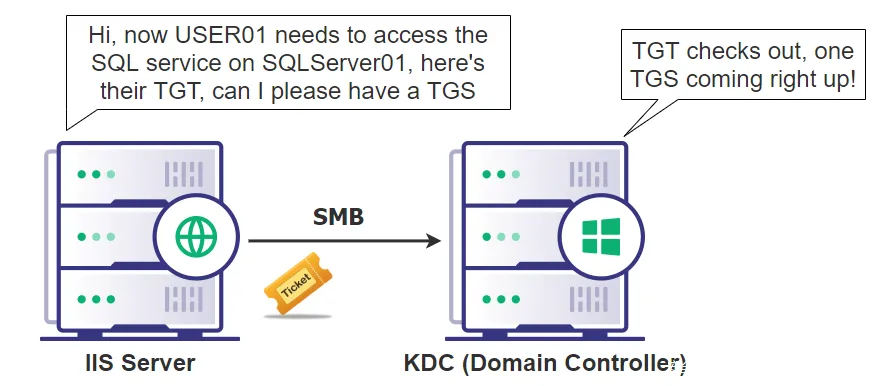 Hi, now USER01 needs to access the
SQL service on SQLServer01, here's
their TGT, can I please have a TGS
TGT checks out, one
TGS coming right up!
SMB
Ticket
IIS Server
KDC (Domain Controller)